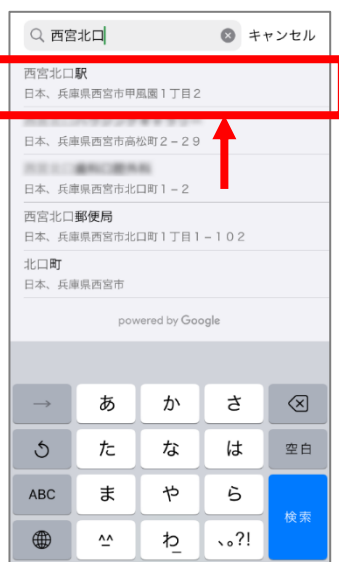 西宮北口
キャンセル
西宮北口駅
日本、兵庫県西宮市甲風園1丁目2
日本、兵庫県西宮市高松町2−29
日本、兵庫県西宮市北口町1−2
西宮北口郵便局
日本、兵庫県西宮市北口町1丁目1−102
北口町
日本、兵庫県西宮市
powered by Google
→ あ か さ
た な は 空白
ABC ま や ら
検索
^^ わ_ 、。?!